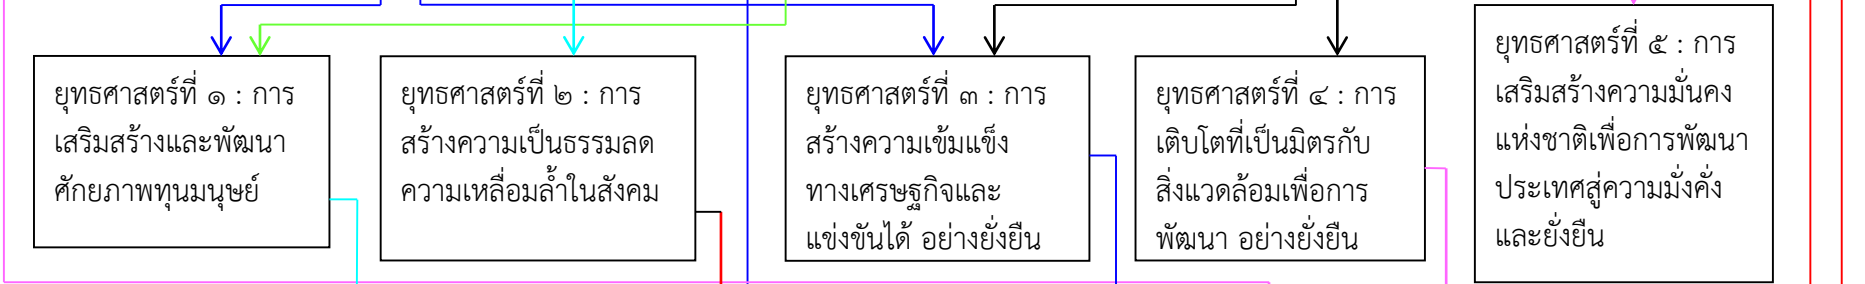 ยุทธศาสตร์ที่ ๑ : การ
เสริมสร้างและพัฒนา
ศักยภาพทุนมนุษย์
ยุทธศาสตร์ที่ ๒ : การ
สร้างความเป็นธรรมลด
ความเหลื่อมล้ำในสังคม
ยุทธศาสตร์ที่ ๓ : การ
สร้างความเข้มแข็ง
ทางเศรษฐกิจและ
แข่งขันได้ อย่างยั่งยืน
ยุทธศาสตร์ที่ ๔ : การ
เติบโตที่เป็นมิตรกับ
สิ่งแวดล้อมเพื่อการ
พัฒนา อย่างยั่งยืน
ยุทธศาสตร์ที่ ๕ : การ
เสริมสร้างความมั่นคง
แห่งชาติเพื่อการพัฒนา
ประเทศสู่ความมั่งคั่ง
และยั่งยืน